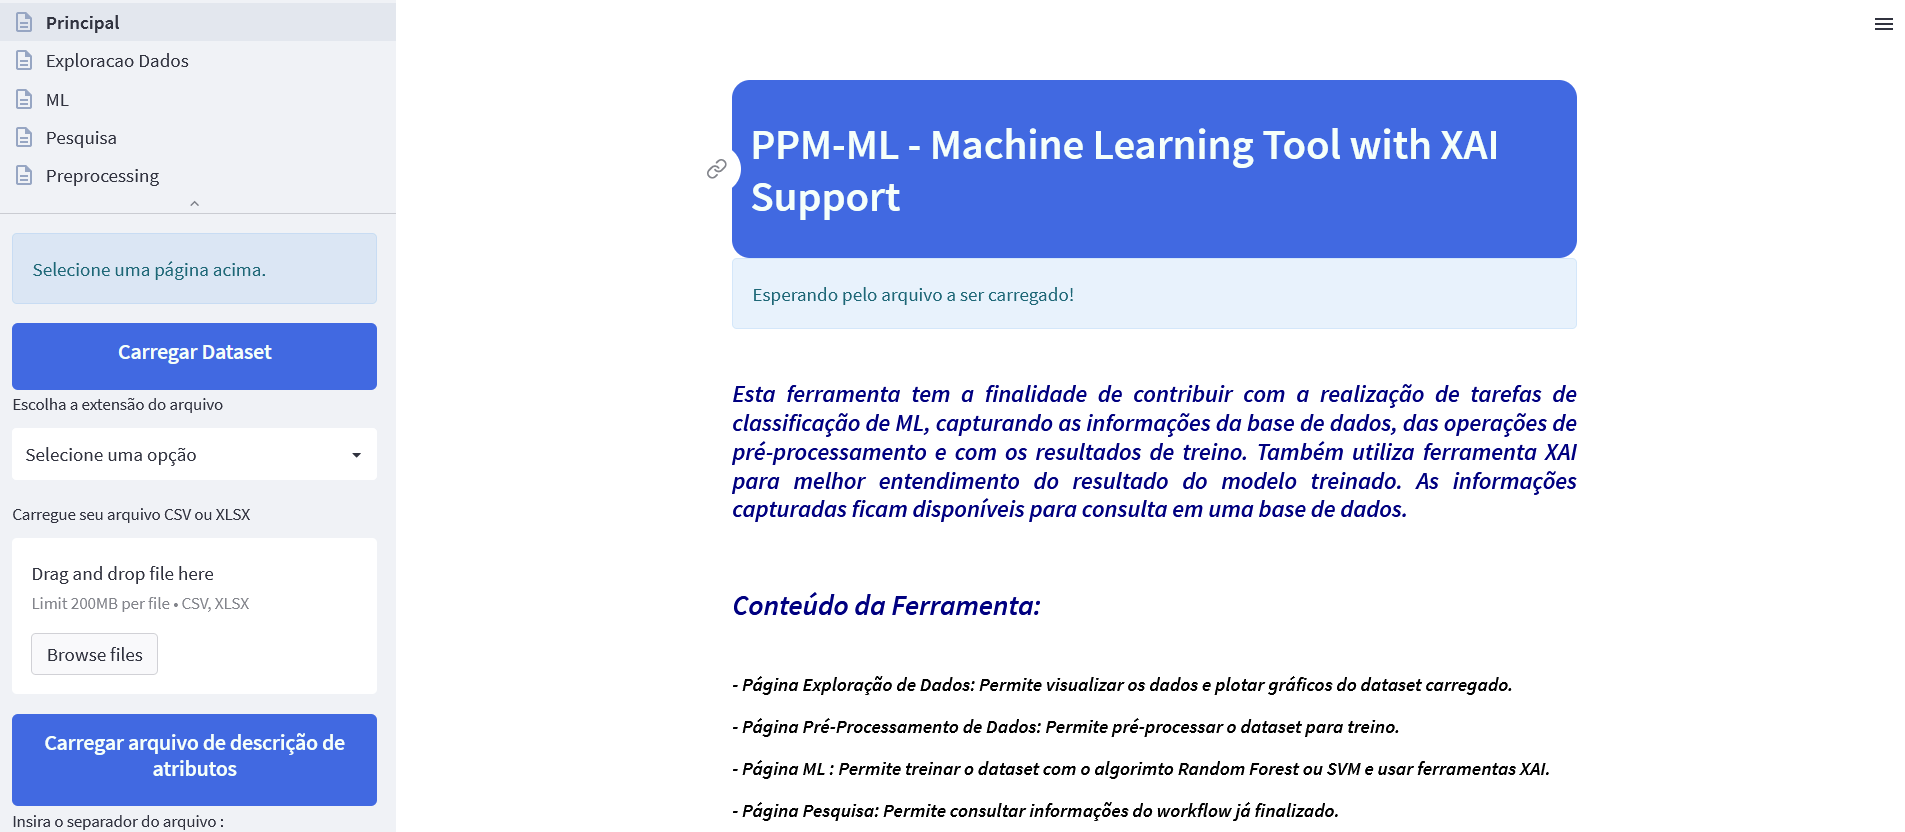 Principal
Exploracao Dados
ML
Pesquisa
Preprocessing
Selecione uma página acima.
Carregar Dataset
Escolha a extensão do arquivo
Selecione uma opção
Carregue seu arquivo CSV ou XLSX
Drag and drop file here
Limit 200MB per file • CSV, XLSX
Browse files
Carregar arquivo de descrição de
atributos
Insira o separador do arquivo :
PPM-ML - Machine Learning Tool with XAI
Support
Esperando pelo arquivo a ser carregado!
Esta ferramenta tem a finalidade de contribuir com a realização de tarefas de
classificação de ML, capturando as informações da base de dados, das operações de
pré-processamento e com os resultados de treino. Também utiliza ferramenta XAI
para melhor entendimento do resultado do modelo treinado. As informações
capturadas ficam disponíveis para consulta em uma base de dados.
Conteúdo da Ferramenta:
- Página Exploração de Dados: Permite visualizar os dados e plotar gráficos do dataset carregado.
- Página Pré-Processamento de Dados: Permite pré-processar o dataset para treino.
- Página ML : Permite treinar o dataset com o algorimto Random Forest ou SVM e usar ferramentas XAI.
- Página Pesquisa: Permite consultar informações do workflow já finalizado.